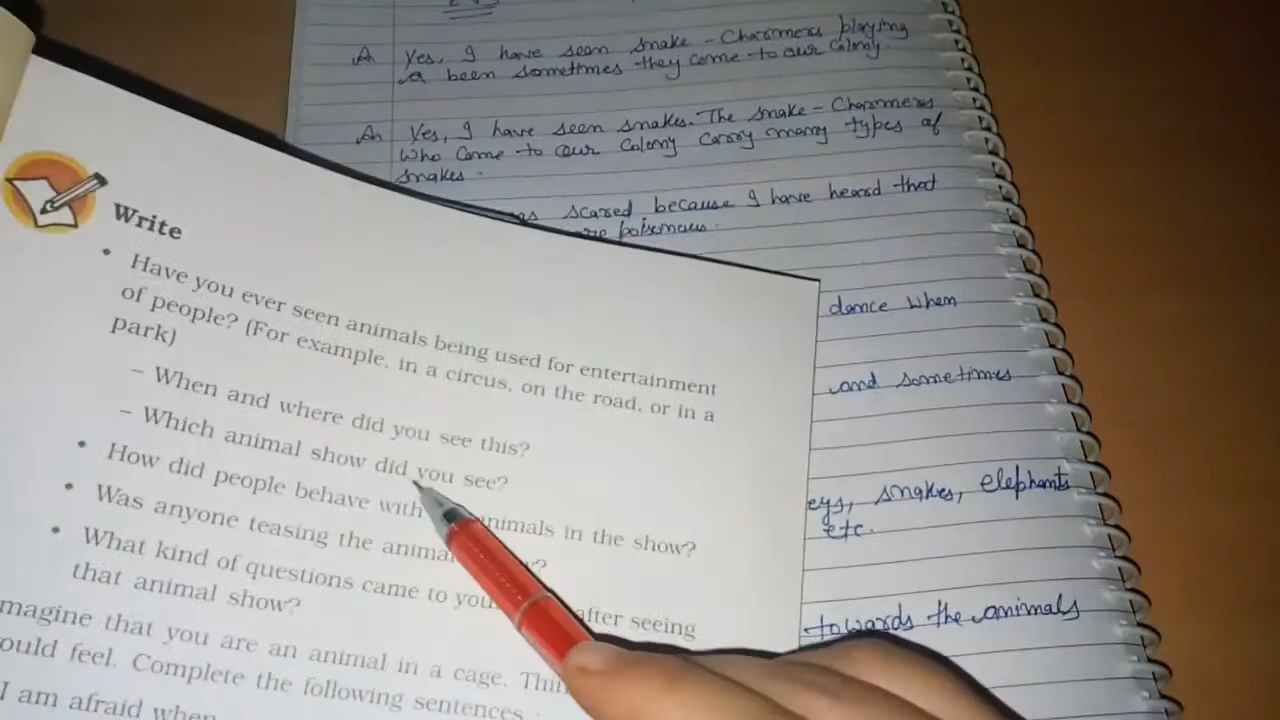 A Yes, I have seen snake - Charmers playing
a been sometimes they come to our Colony.
An Yes, I have seen snakes. The snake - Charmers
who come to our Colony carry many types of
snakes.
scared because I have heard that
poisonous.
dance when
and sometimes
snakes, elephants
etc.
towards the animals
Write
• Have you ever seen animals being used for entertainment
of people? (For example, in a circus, on the road, or in a
park)
– When and where did you see this?
– Which animal show did you see?
• How did people behave with animals in the show?
• Was anyone teasing the
• What kind of questions came to after seeing
that animal show?
magine that you are an animal in a cage.
ould feel. Complete the following sentences
I am afraid when